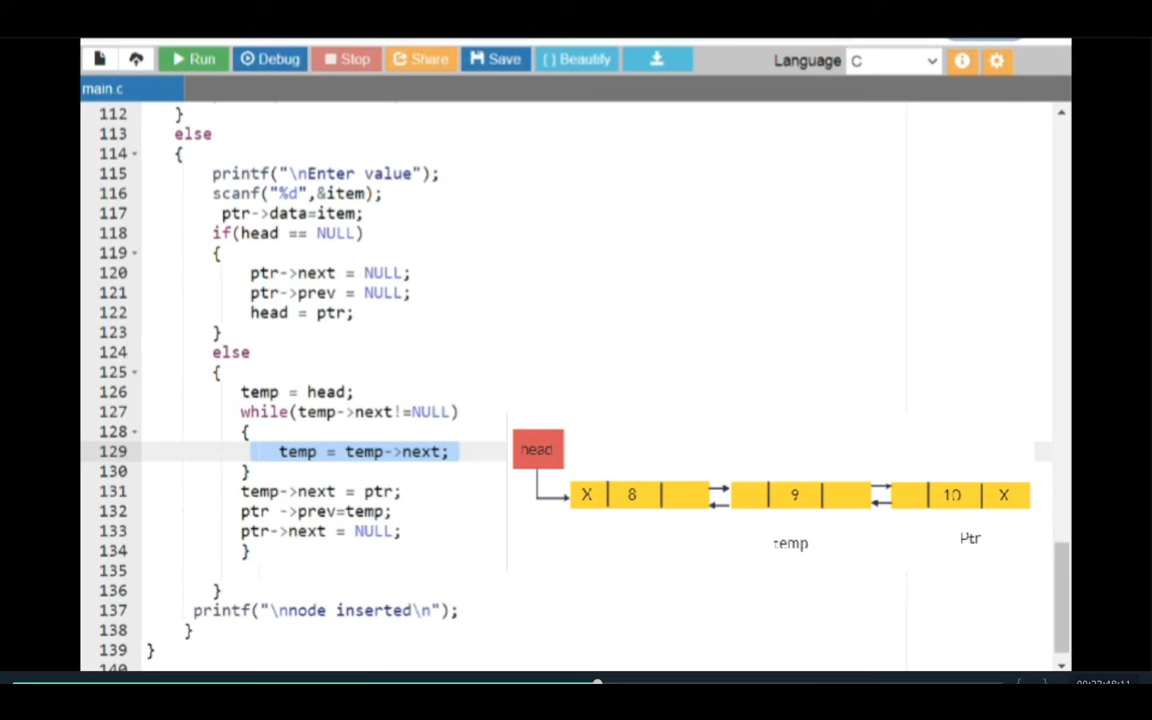 Run Debug Stop Share Save { } Beautify Language C
main.c
112 }
113 else
114 {
115 printf("\nEnter value");
116 scanf("%d",&item);
117 ptr->data=item;
118 if(head == NULL)
119 {
120 ptr->next = NULL;
121 ptr->prev = NULL;
122 head = ptr;
123 }
124 else
125 {
126 temp = head;
127 while(temp->next!=NULL)
128 {
129 temp = temp->next;
130 }
131 temp->next = ptr;
132 ptr ->prev=temp;
133 ptr->next = NULL;
134 }
135
136 }
137 printf("\nnode inserted\n");
138 }
139 }
140
head
X 8 9 10 X
temp Ptr